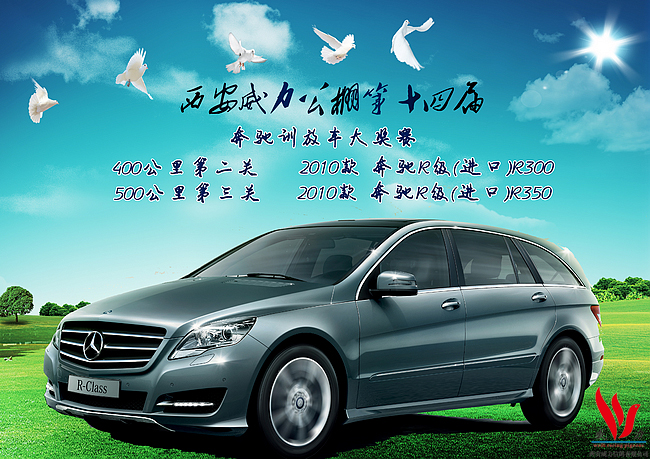 西安威力公棚第十四届
奔驰训放车大奖赛
400公里第二关 2010款 奔驰R级(进口)R300
500公里第三关 2010款 奔驰R级(进口)R350
R-Class